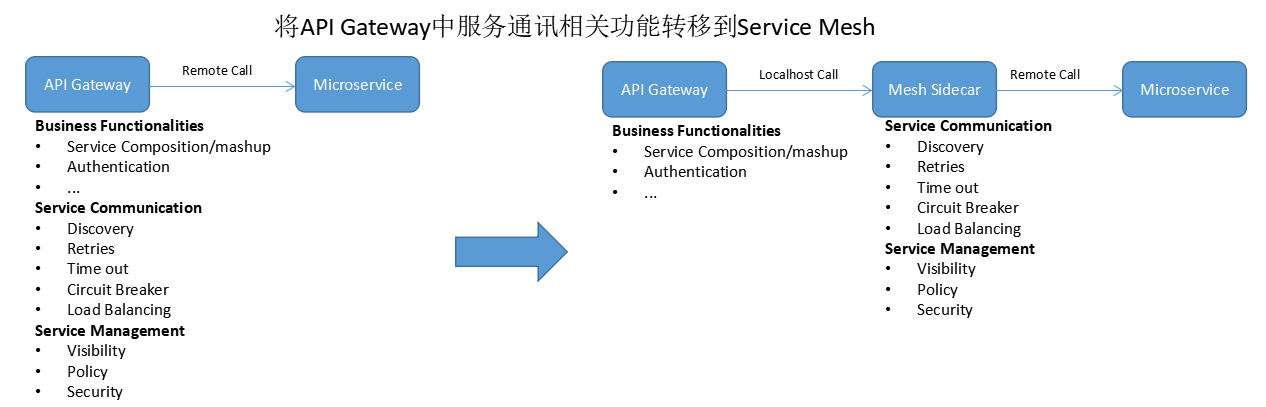 将API Gateway中服务通讯相关功能转移到Service Mesh
API Gateway
Remote Call
Microservice
Business Functionalities
• Service Composition/mashup
• Authentication
• ...
Service Communication
• Discovery
• Retries
• Time out
• Circuit Breaker
• Load Balancing
Service Management
• Visibility
• Policy
• Security
API Gateway
Localhost Call
Mesh Sidecar
Remote Call
Microservice
Business Functionalities
• Service Composition/mashup
• Authentication
• ...
Service Communication
• Discovery
• Retries
• Time out
• Circuit Breaker
• Load Balancing
Service Management
• Visibility
• Policy
• Security